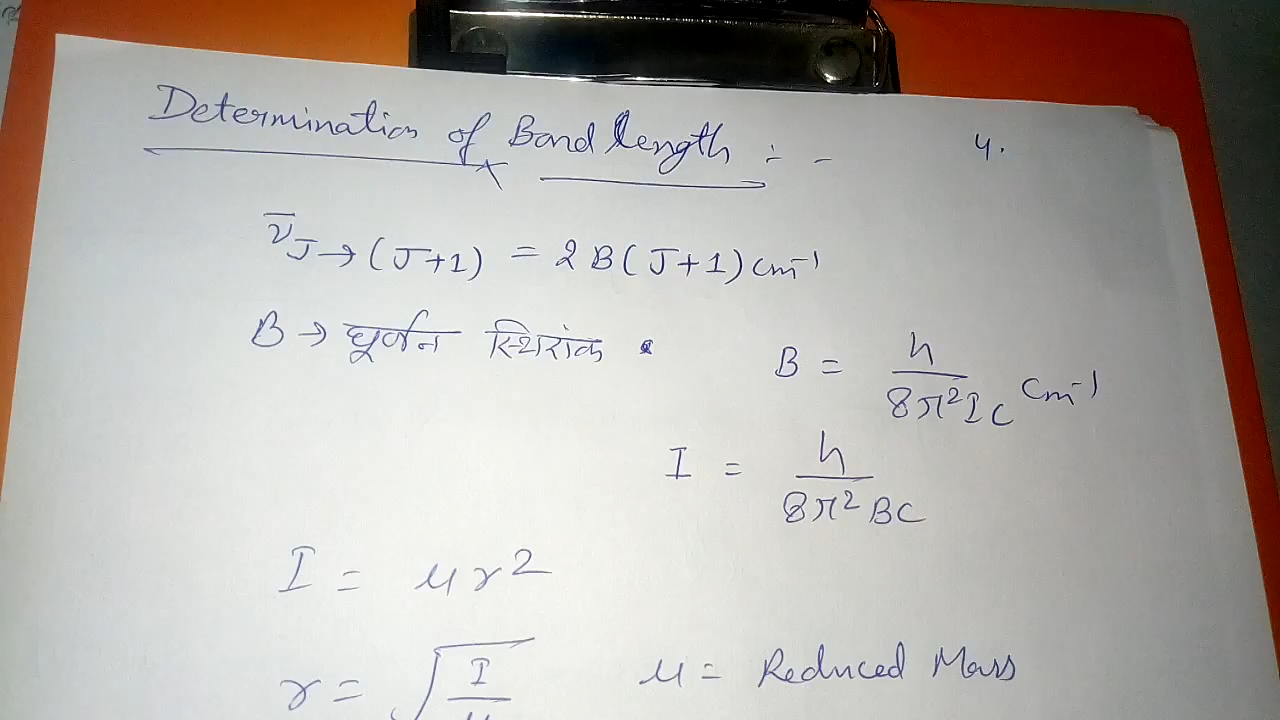 Determination of Bond length :- 4.
ν̅J→(J+1) = 2B(J+1)cm⁻¹
B→ घूर्णन स्थिरांक
B = h/8π²IC cm⁻¹
I = h/8π²BC
I = μr²
r = √I/μ μ = Reduced Mass